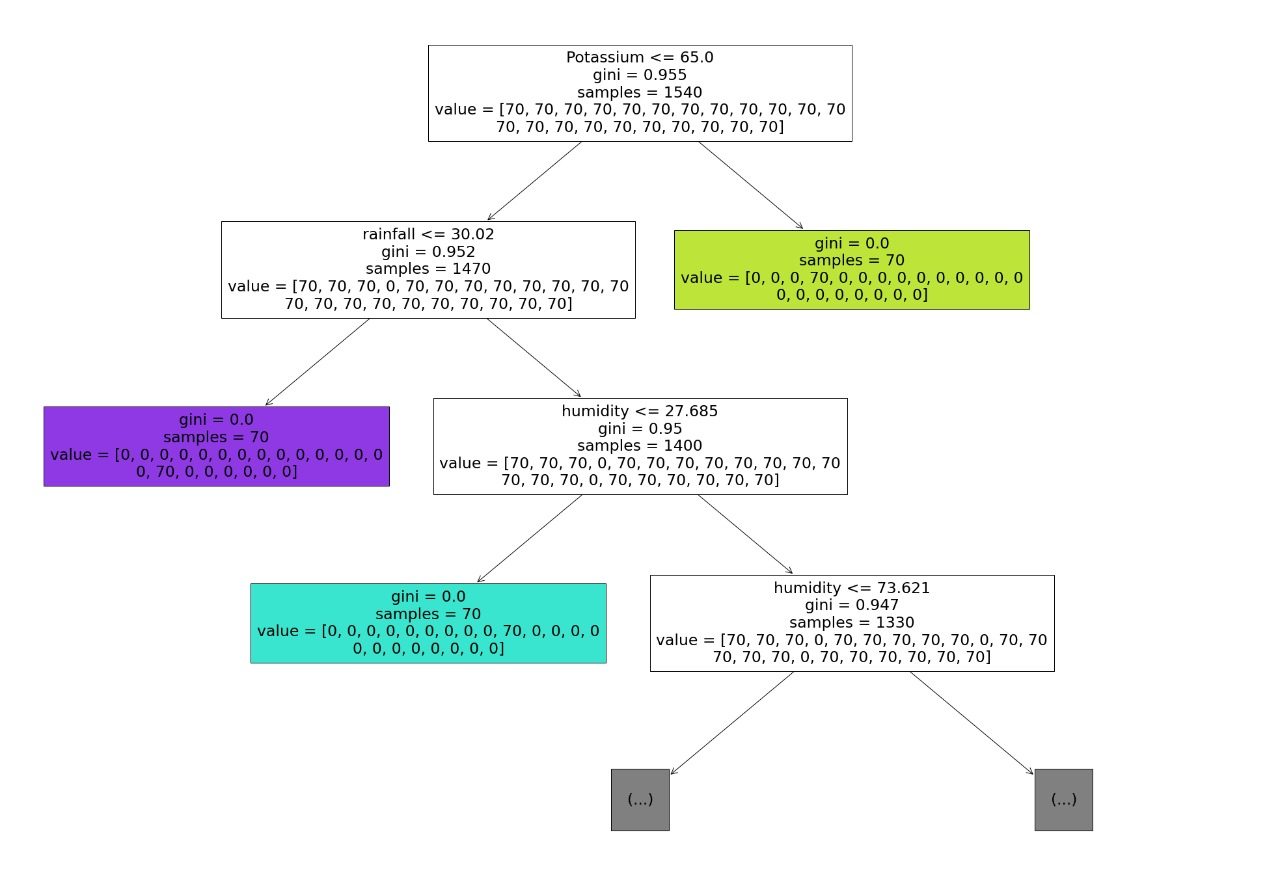 Potassium <= 65.0
gini = 0.955
samples = 1540
value = [70, 70, 70, 70, 70, 70, 70, 70, 70, 70, 70, 70
70, 70, 70, 70, 70, 70, 70, 70, 70, 70]
rainfall <= 30.02
gini = 0.952
samples = 1470
value = [70, 70, 70, 0, 70, 70, 70, 70, 70, 70, 70, 70
70, 70, 70, 70, 70, 70, 70, 70, 70, 70]
gini = 0.0
samples = 70
value = [0, 0, 0, 70, 0, 0, 0, 0, 0, 0, 0, 0, 0, 0
0, 0, 0, 0, 0, 0, 0, 0]
gini = 0.0
samples = 70
value = [0, 0, 0, 0, 0, 0, 0, 0, 0, 0, 0, 0, 0, 0
0, 70, 0, 0, 0, 0, 0, 0]
humidity <= 27.685
gini = 0.95
samples = 1400
value = [70, 70, 70, 0, 70, 70, 70, 70, 70, 70, 70, 70
70, 70, 70, 0, 70, 70, 70, 70, 70, 70]
gini = 0.0
samples = 70
value = [0, 0, 0, 0, 0, 0, 0, 0, 0, 70, 0, 0, 0, 0
0, 0, 0, 0, 0, 0, 0, 0]
humidity <= 73.621
gini = 0.947
samples = 1330
value = [70, 70, 70, 0, 70, 70, 70, 70, 70, 0, 70, 70
70, 70, 70, 0, 70, 70, 70, 70, 70, 70]
(...)
(...)